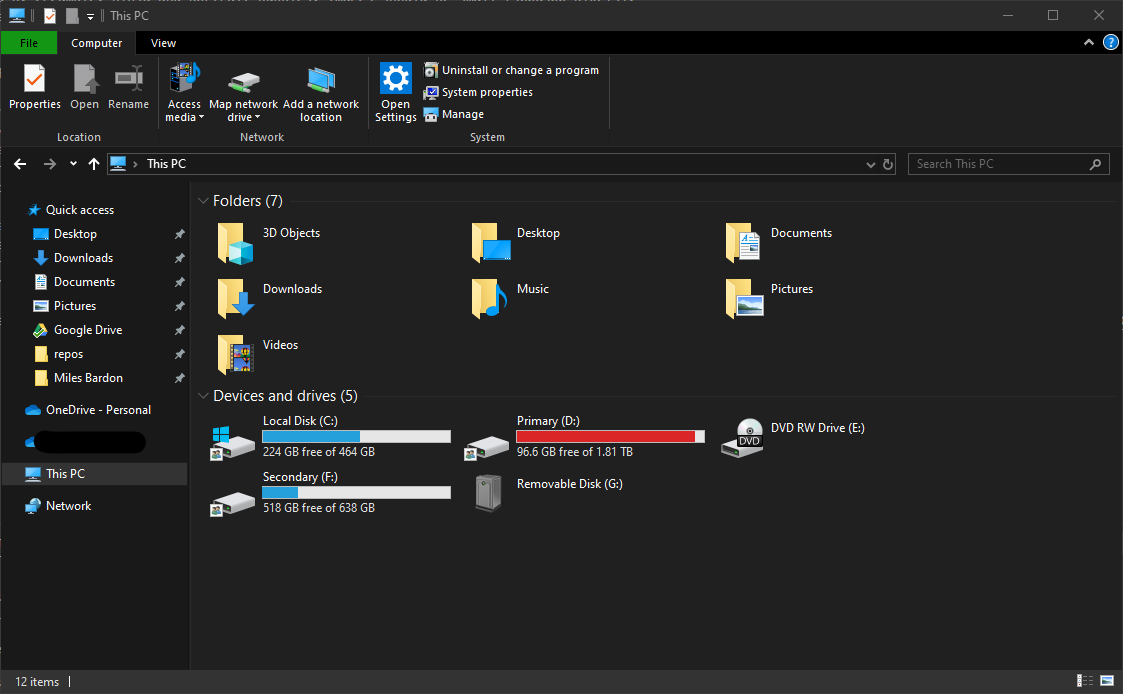 This PC
File
Computer
View
Properties
Open
Rename
Access media
Map network drive
Add a network location
Open Settings
Uninstall or change a program
System properties
Manage
Location
Network
System
This PC
Search This PC
Quick access
Desktop
Downloads
Documents
Pictures
Google Drive
repos
Miles Bardon
OneDrive - Personal
This PC
Network
Folders (7)
3D Objects
Desktop
Documents
Downloads
Music
Pictures
Videos
Devices and drives (5)
Local Disk (C:)
224 GB free of 464 GB
Primary (D:)
96.6 GB free of 1.81 TB
DVD
DVD RW Drive (E:)
Secondary (F:)
518 GB free of 638 GB
Removable Disk (G:)
12 items